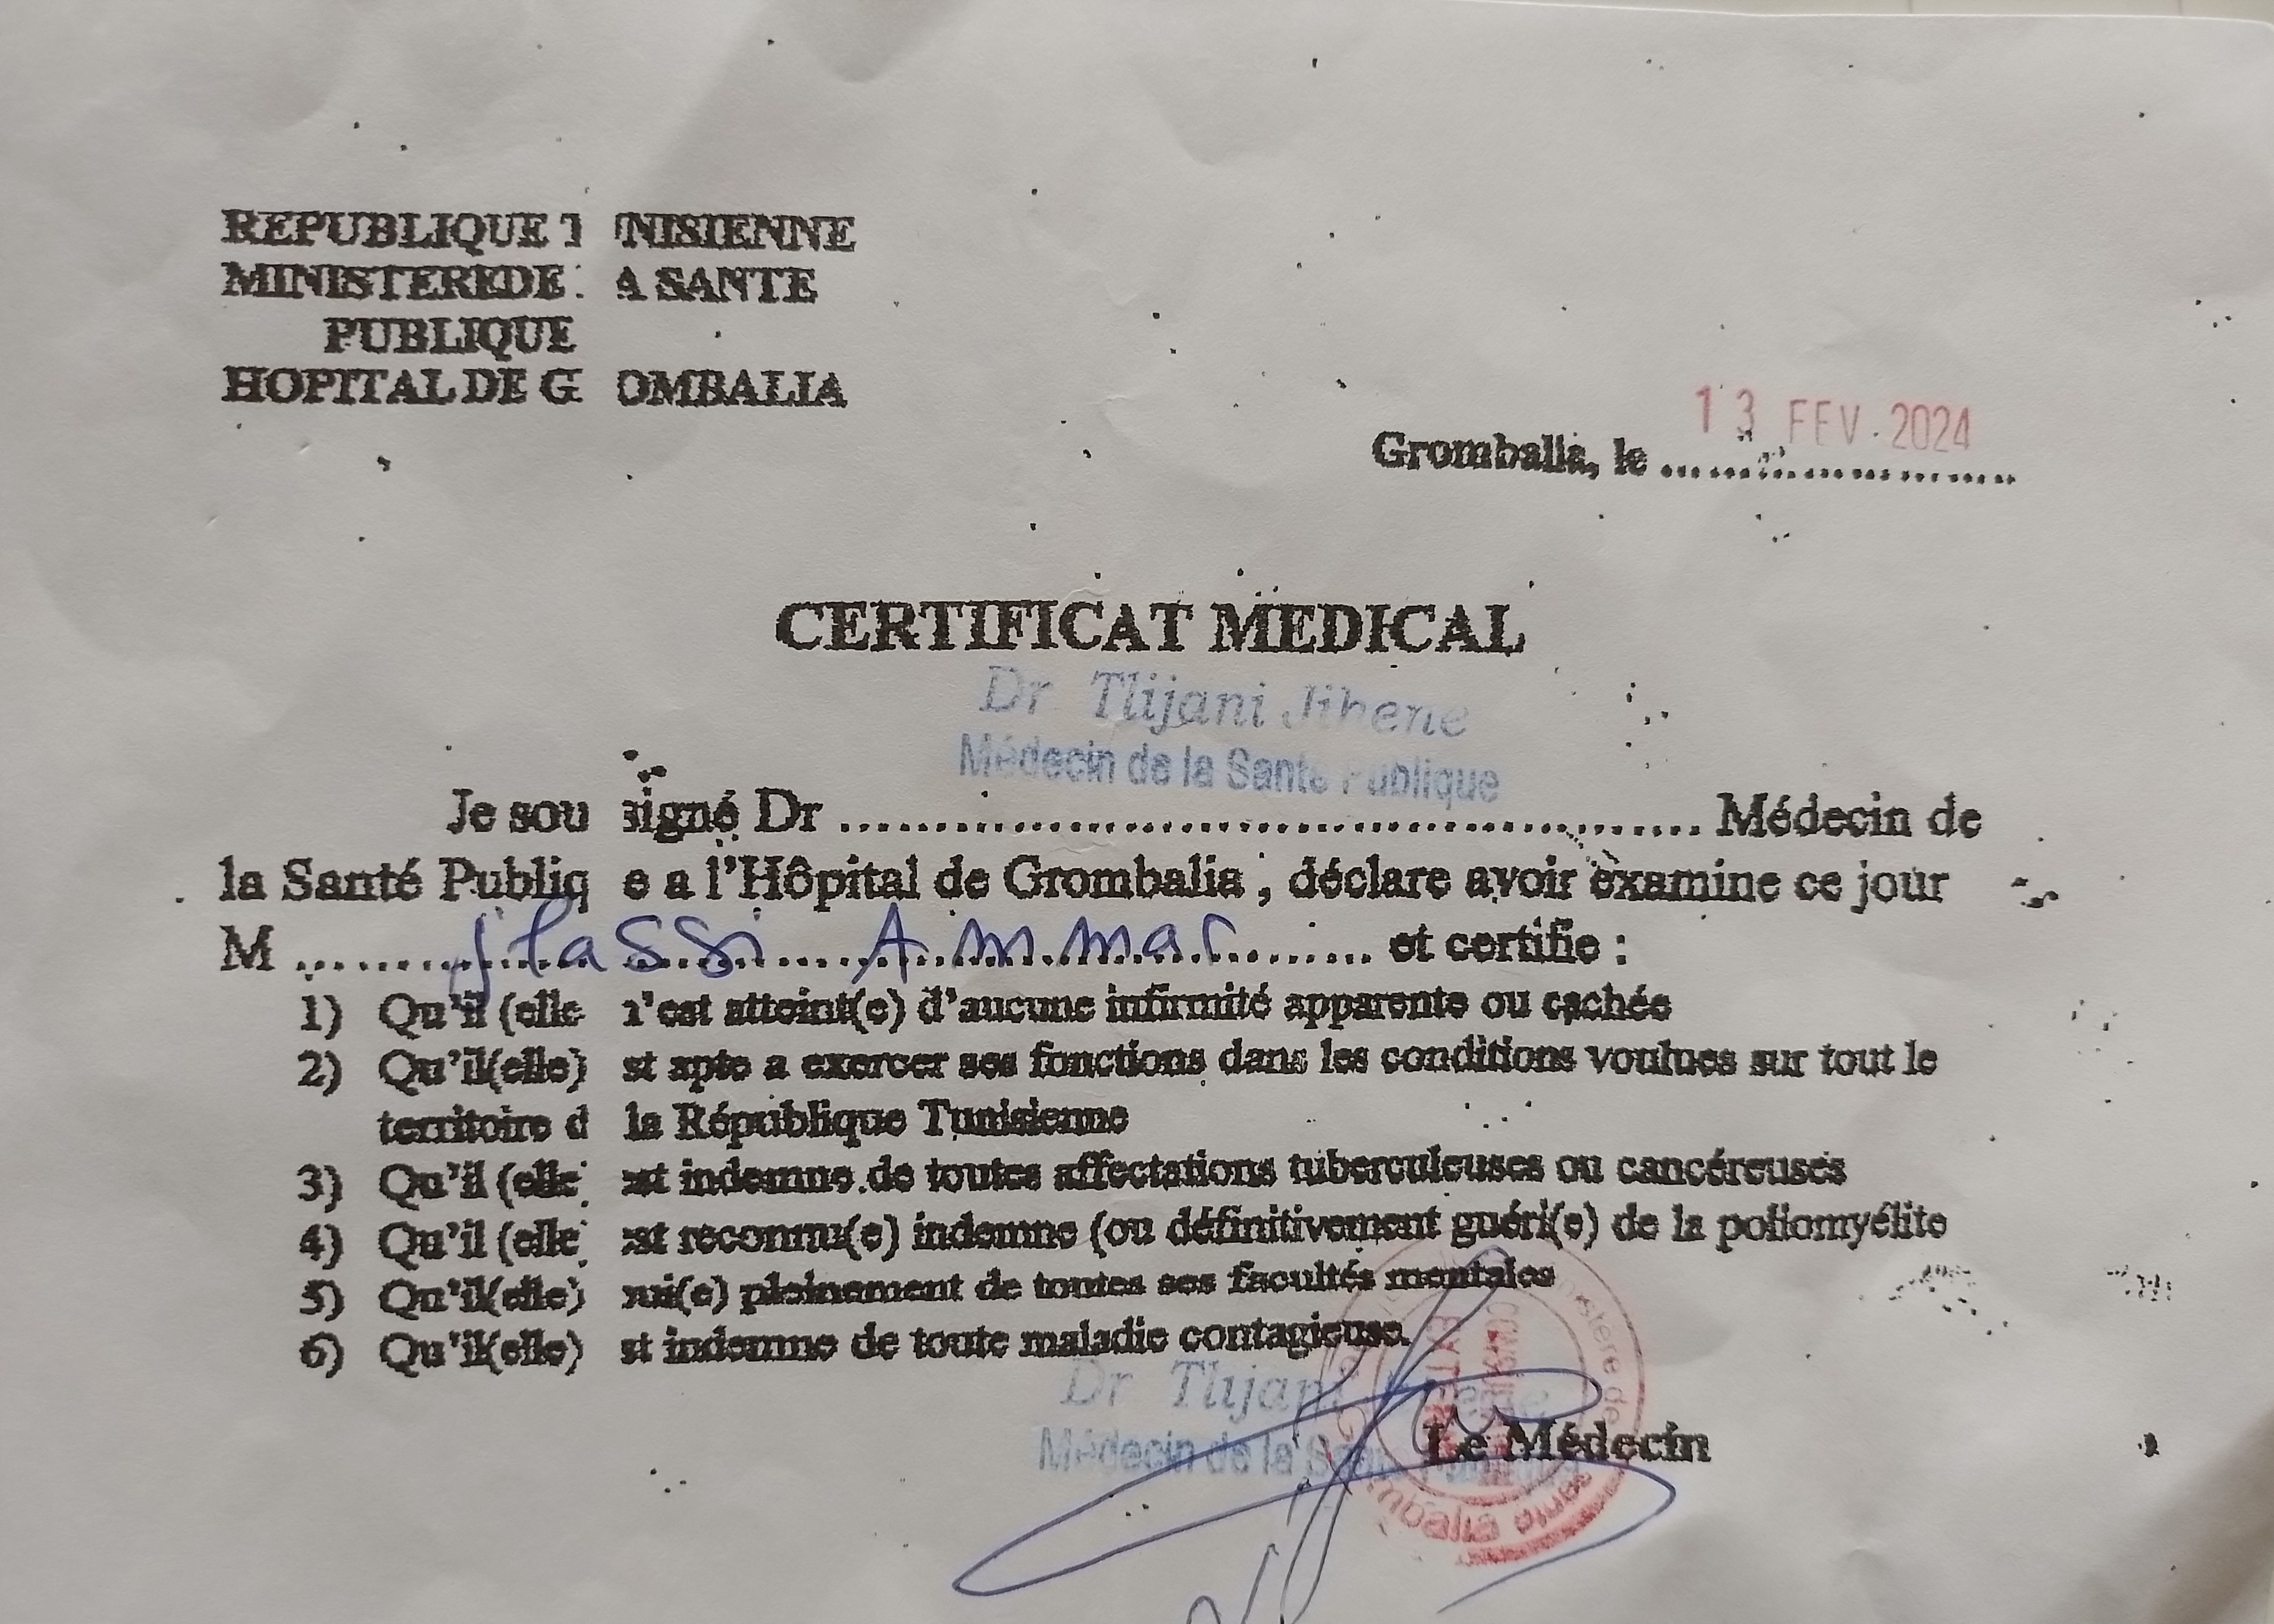 REPUBLIQUE T NISIENNE
MINISTEREDE A SANTE
PUBLIQUE
HOPITAL DE G OMBALIA
13 FEV. 2024
Grombalia, le ..............................
CERTIFICAT MEDICAL
Dr Tlijani Jihene
Médecin de la Santé Publique
Je sou signé Dr ............................................................ Médecin de
la Santé Publiq e a l'Hôpital de Grombalia , déclare avoir examine ce jour
M ........ jlassi Ammar ........ et certifie :
1) Qu'il (elle n'est atteint(e) d'aucune infirmité apparente ou cachée
2) Qu'il(elle) st apte a exercer ses fonctions dans les conditions voulues sur tout le
territoire d la République Tunisienne
3) Qu'il (elle) est indemne de toutes affectations tuberculeuses ou cancéreuses
4) Qu'il (elle) est reconnu(e) indemne (ou définitivement guéri(e) de la poliomyélite
5) Qu'il(elle) oui(e) pleinement de toutes ses facultés mentales
6) Qu'il(elle) st indemne de toute maladie contagieuse.
Dr Tlijani
Médecin de la
Le Médecin